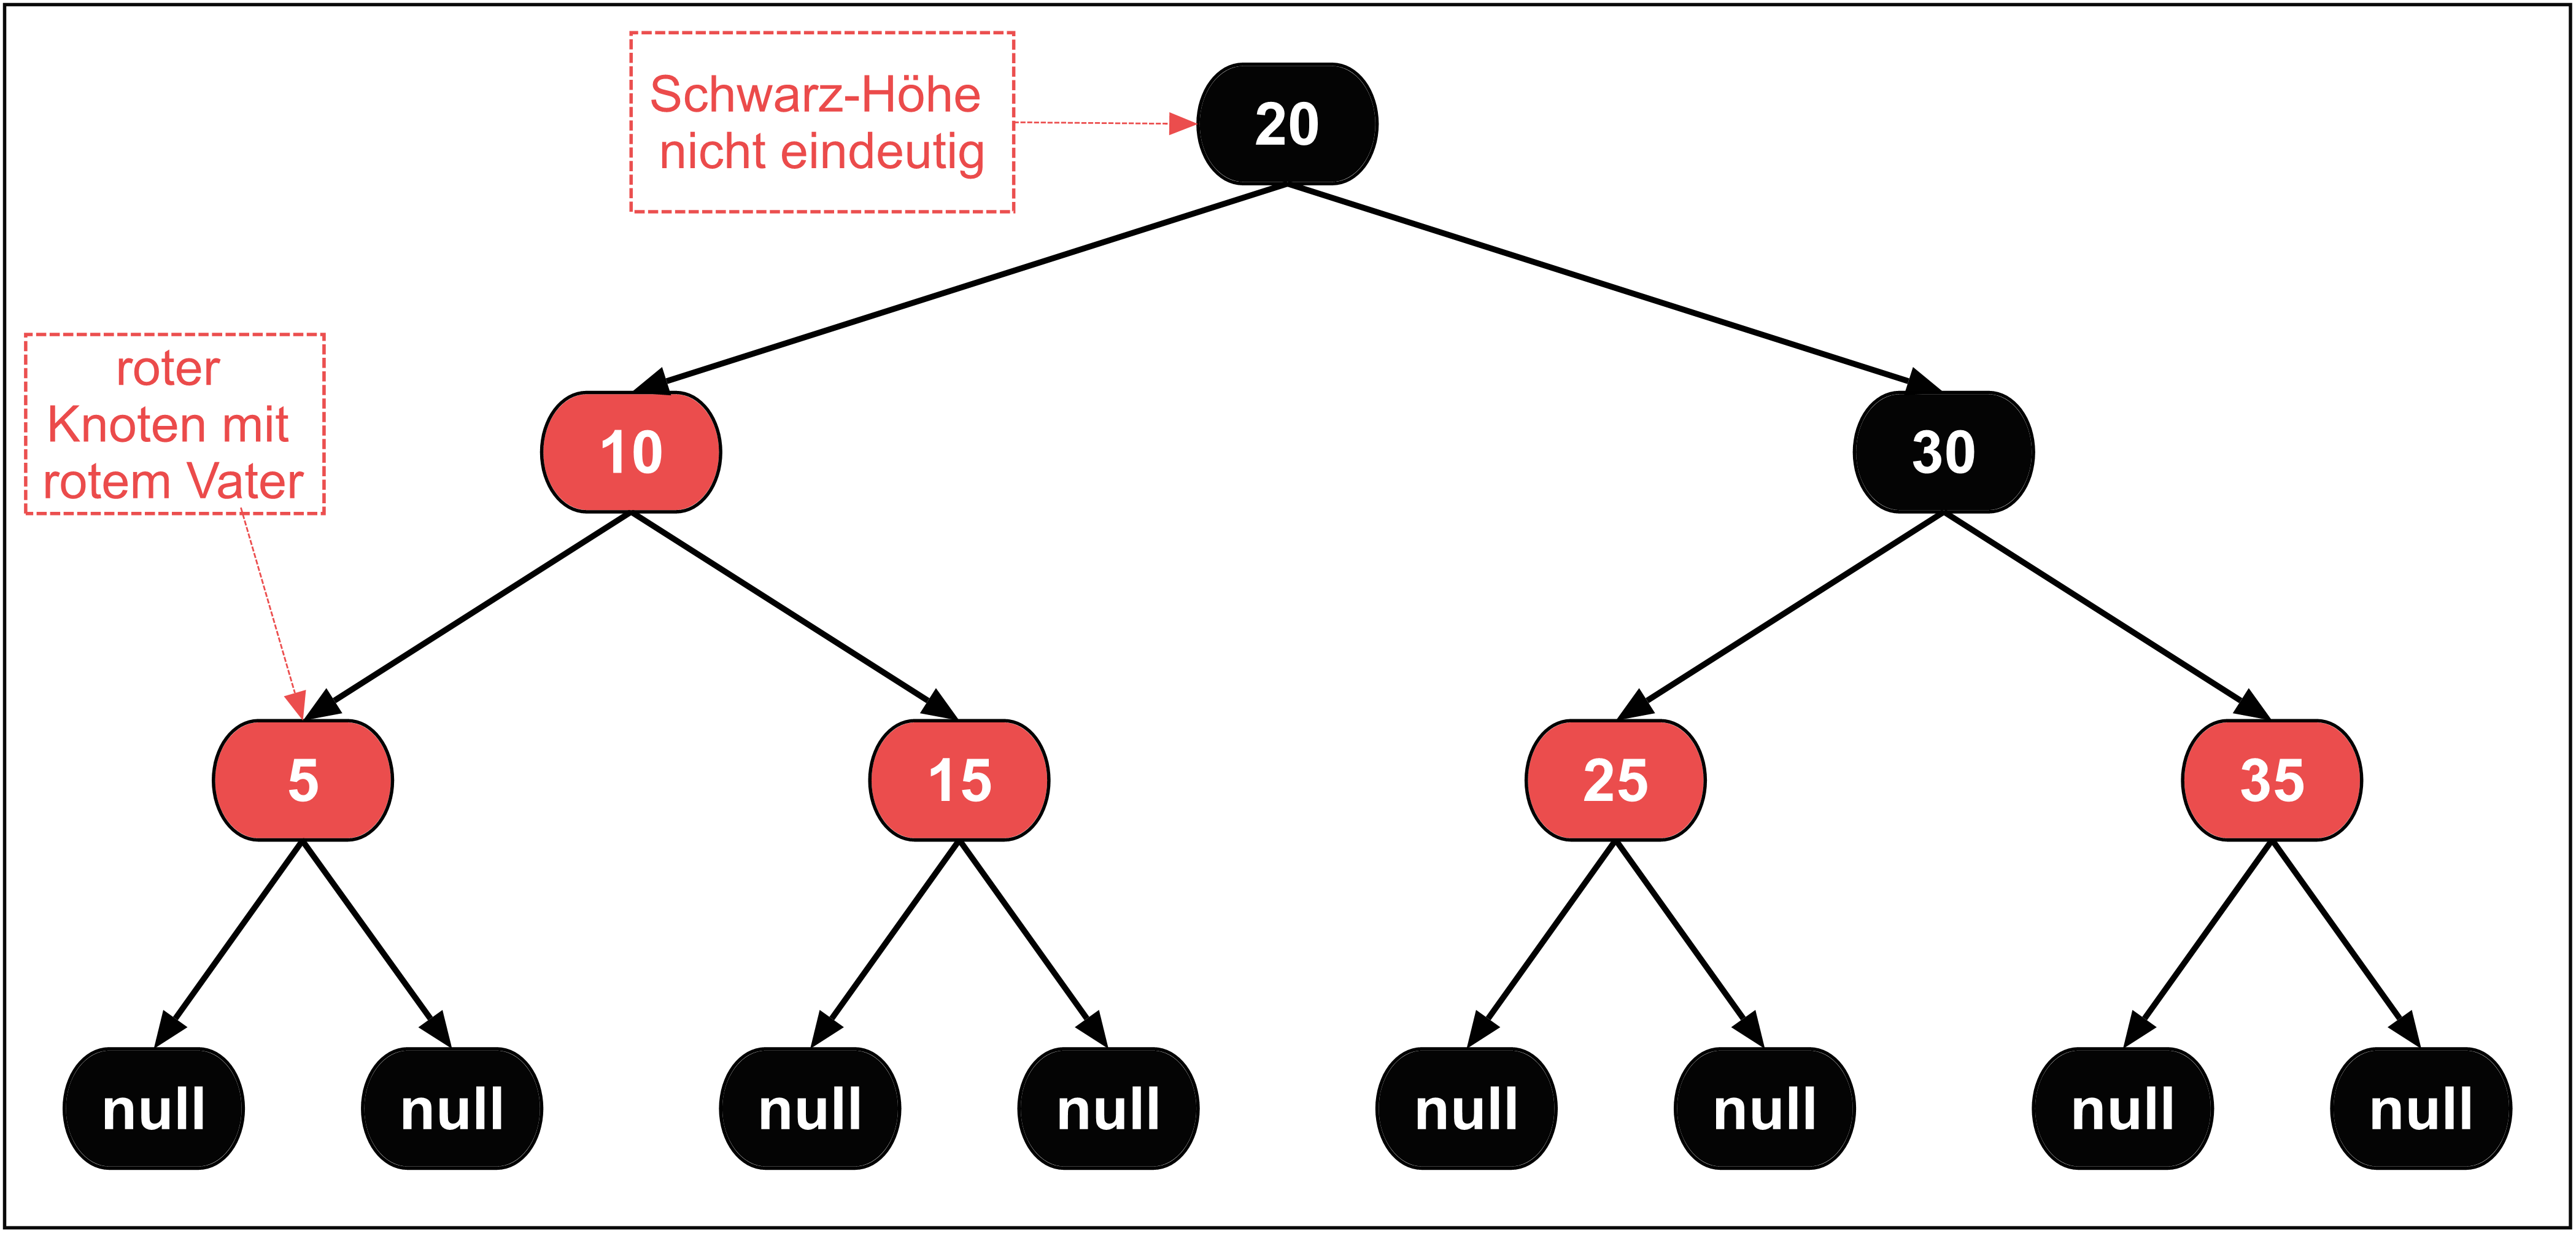 Schwarz-Höhe
nicht eindeutig
20
roter
Knoten mit
rotem Vater
10
30
5
15
25
35
null
null
null
null
null
null
null
null